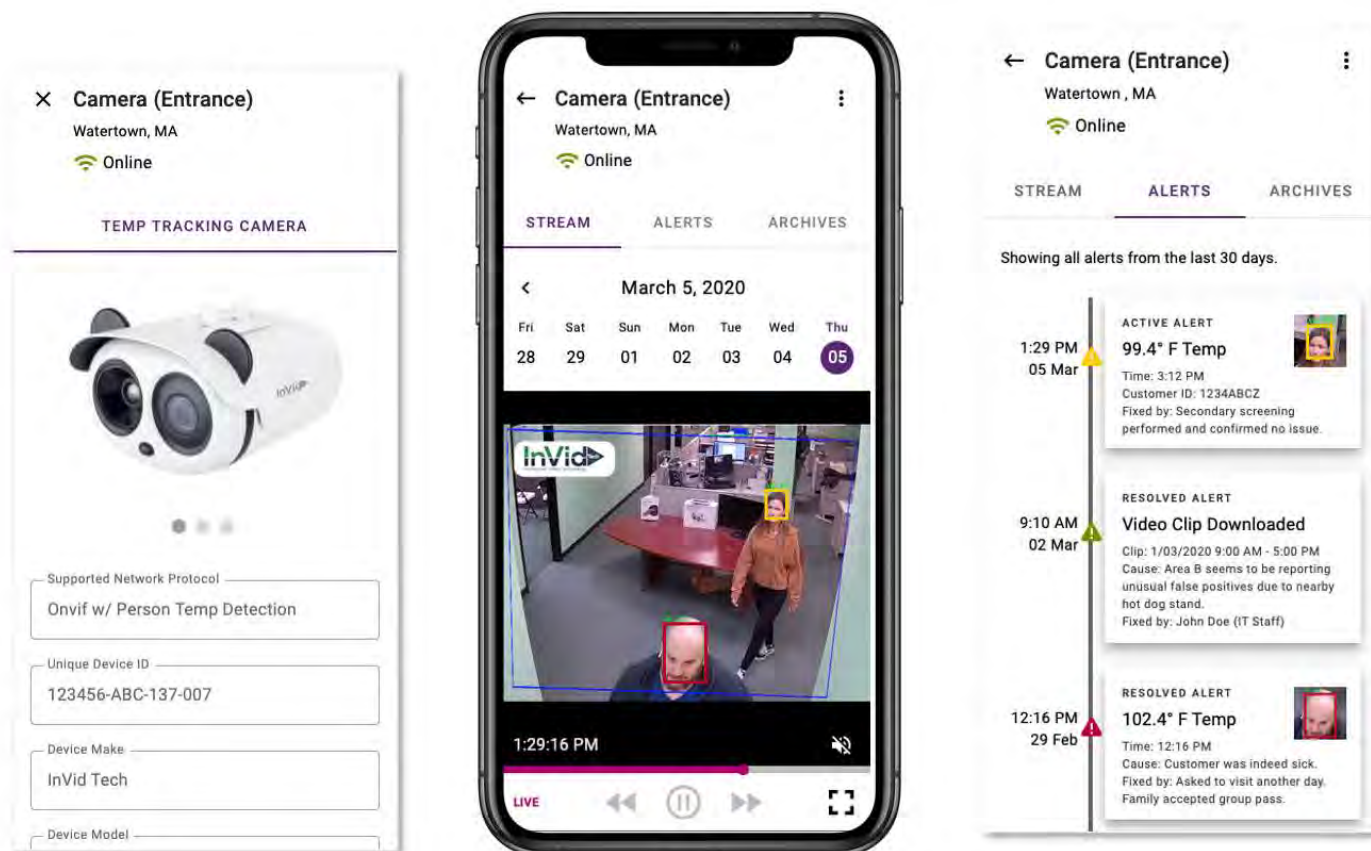 Camera (Entrance)
Watertown, MA
Online
TEMP TRACKING CAMERA
InVid
Supported Network Protocol
Onvif w/ Person Temp Detection
Unique Device ID
123456-ABC-137-007
Device Make
InVid Tech
Device Model
Camera (Entrance)
Watertown, MA
Online
STREAM ALERTS ARCHIVES
March 5, 2020
Fri Sat Sun Mon Tue Wed Thu
28 29 01 02 03 04 05
InVid
1:29:16 PM
LIVE
Camera (Entrance)
Watertown , MA
Online
STREAM ALERTS ARCHIVES
Showing all alerts from the last 30 days.
1:29 PM
05 Mar
ACTIVE ALERT
99.4° F Temp
Time: 3:12 PM
Customer ID: 1234ABCZ
Fixed by: Secondary screening
performed and confirmed no issue.
9:10 AM
02 Mar
RESOLVED ALERT
Video Clip Downloaded
Clip: 1/03/2020 9:00 AM - 5:00 PM
Cause: Area B seems to be reporting
unusual false positives due to nearby
hot dog stand.
Fixed by: John Doe (IT Staff)
12:16 PM
29 Feb
RESOLVED ALERT
102.4° F Temp
Time: 12:16 PM
Cause: Customer was indeed sick.
Fixed by: Asked to visit another day.
Family accepted group pass.